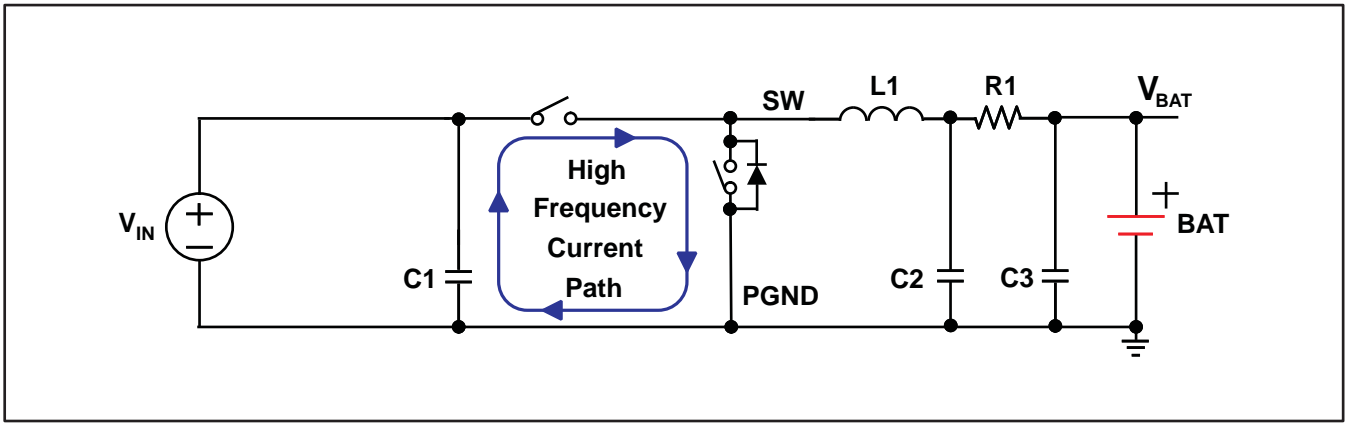 SW
L1
R1
VBAT
High
Frequency
Current
Path
VIN
+
−
C1
PGND
C2
C3
+
BAT